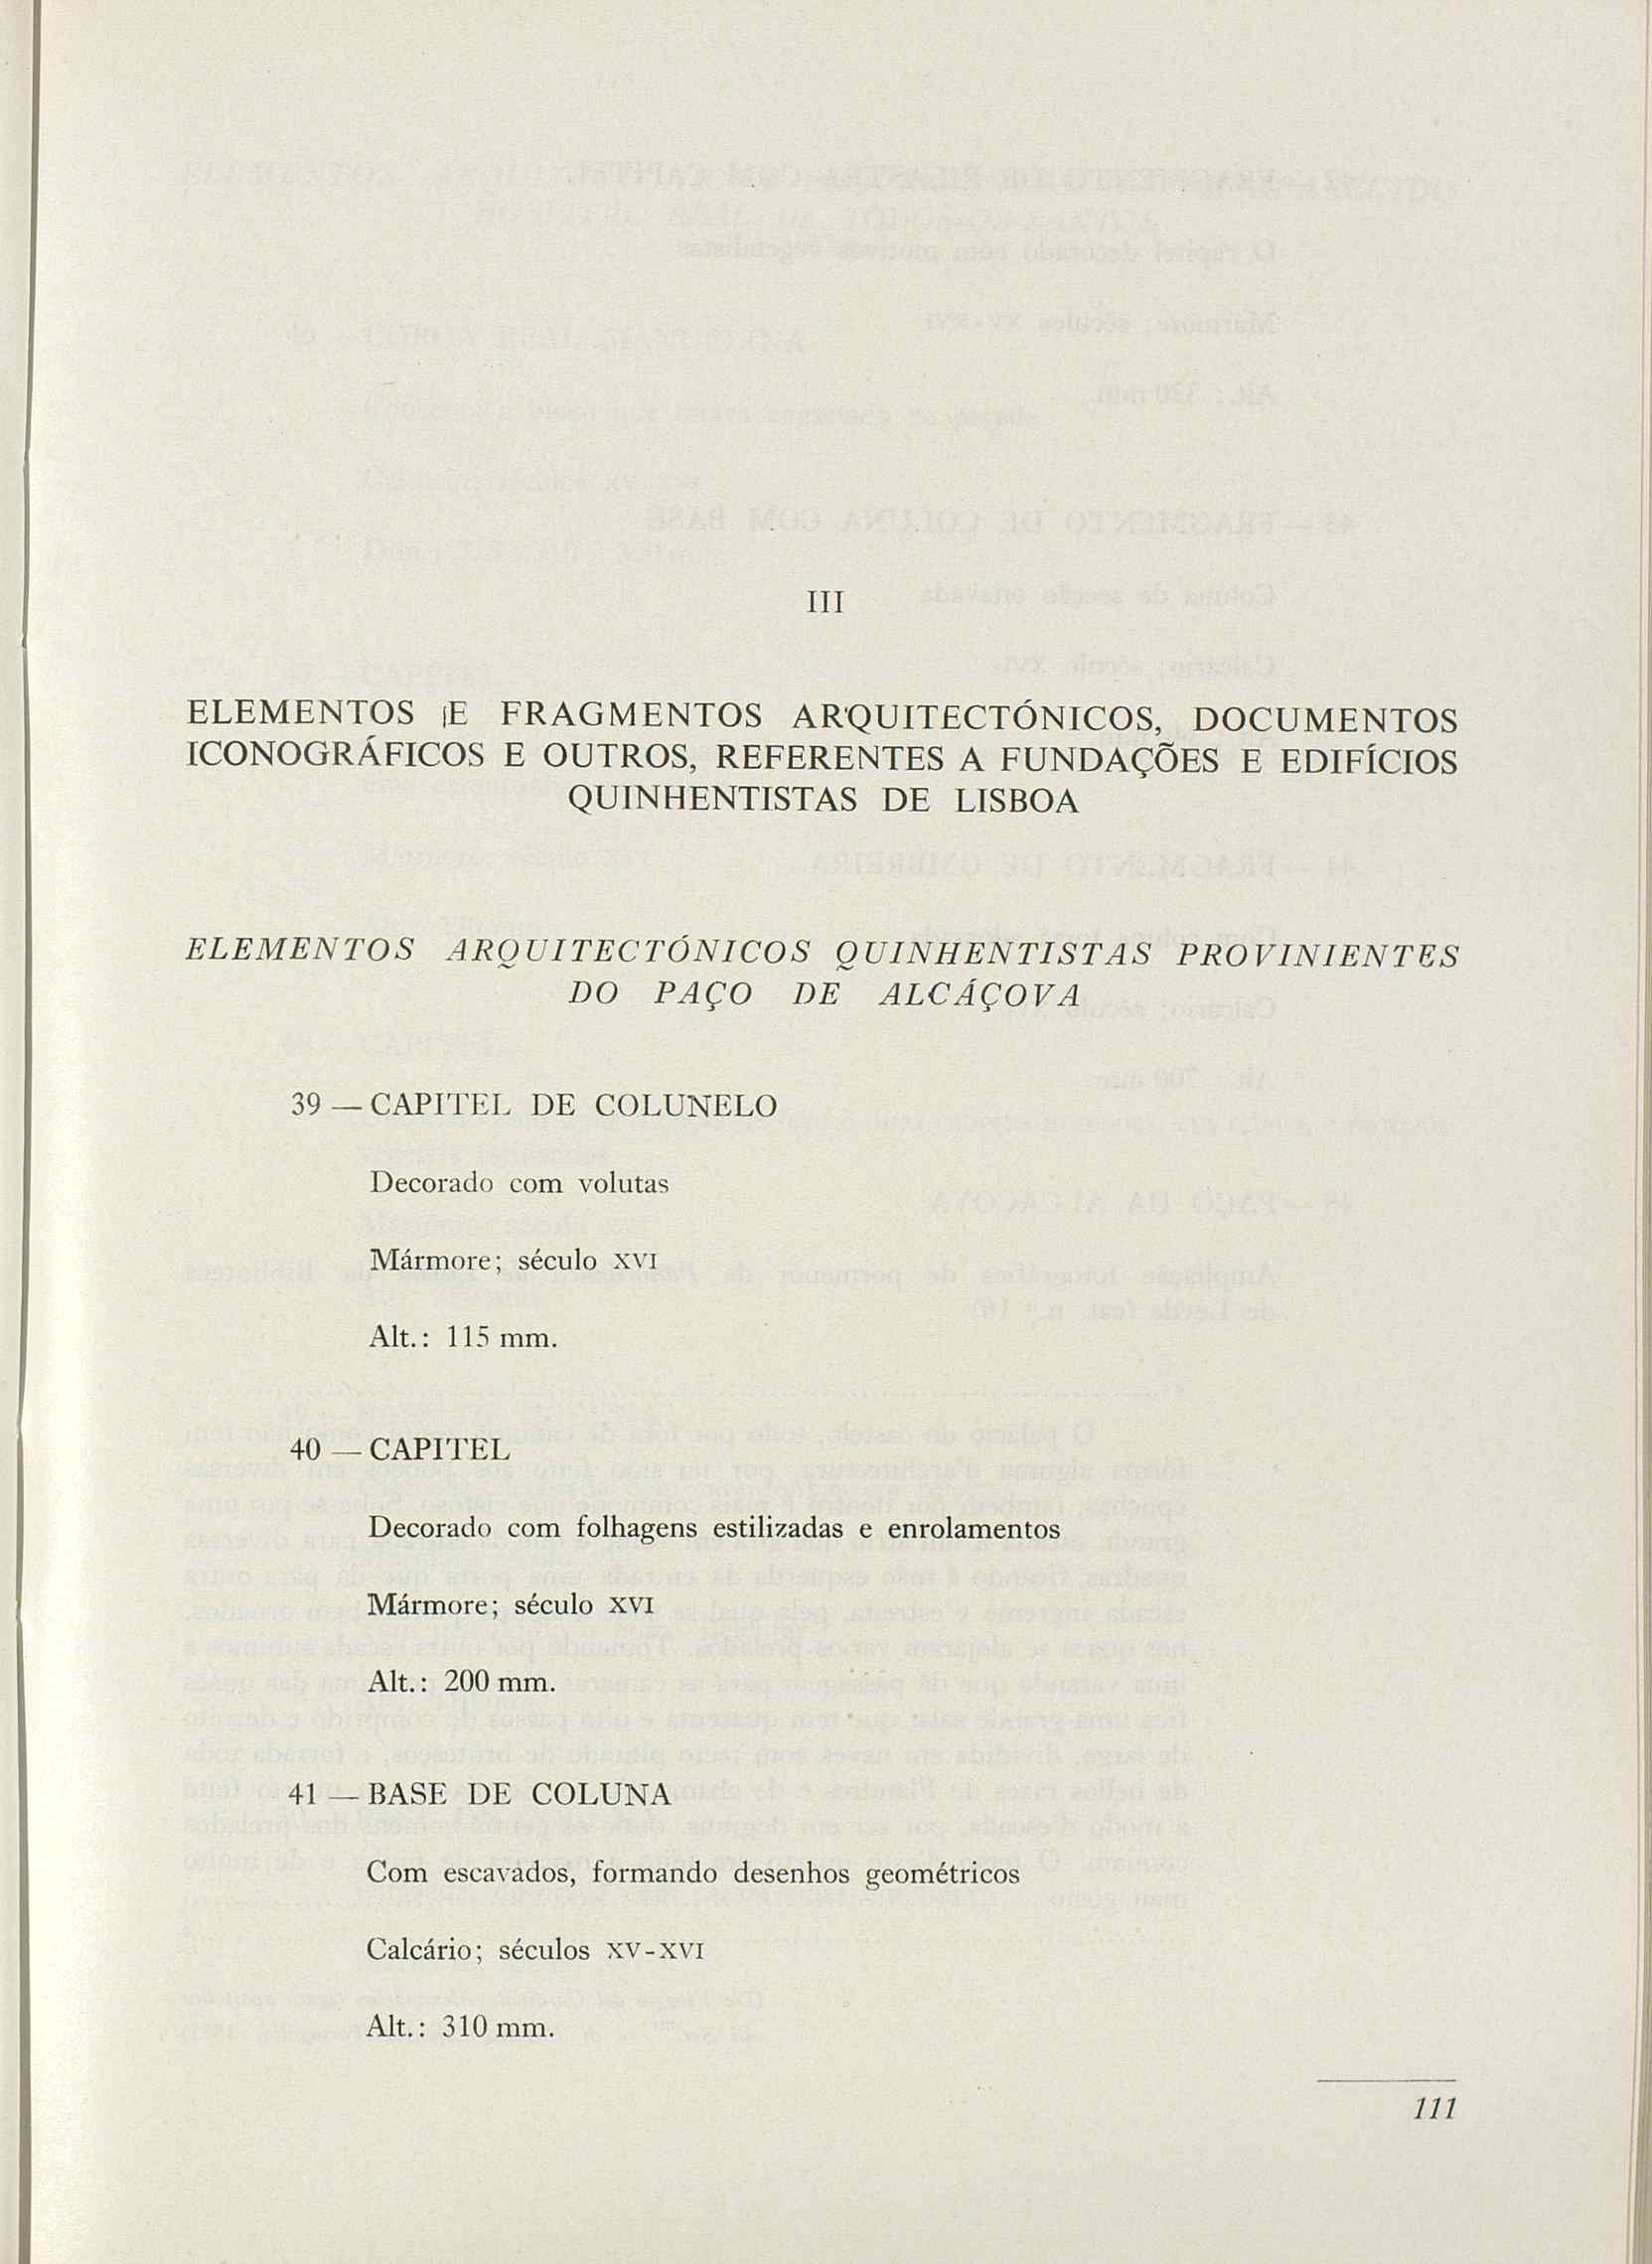 III
ELEMENTOS E FRAGMENTOS ARQUITECTÓNICOS, DOCUMENTOS
ICONOGRÁFICOS E OUTROS, REFERENTES A FUNDAÇÕES E EDIFÍCIOS
QUINHENTISTAS DE LISBOA
ELEMENTOS ARQUITECTÓNICOS QUINHENTISTAS PROVINIENTES
DO PAÇO DE ALCÁÇOVA
39 — CAPITEL DE COLUNELO
Decorado com volutas
Mármore; século XVI
Alt.: 115 mm.
40 — CAPITEL
Decorado com folhagens estilizadas e enrolamentos
Mármore; século XVI
Alt.: 200 mm.
41 — BASE DE COLUNA
Com escavados, formando desenhos geométricos
Calcário; séculos XV-XVI
Alt.: 310 mm.
111